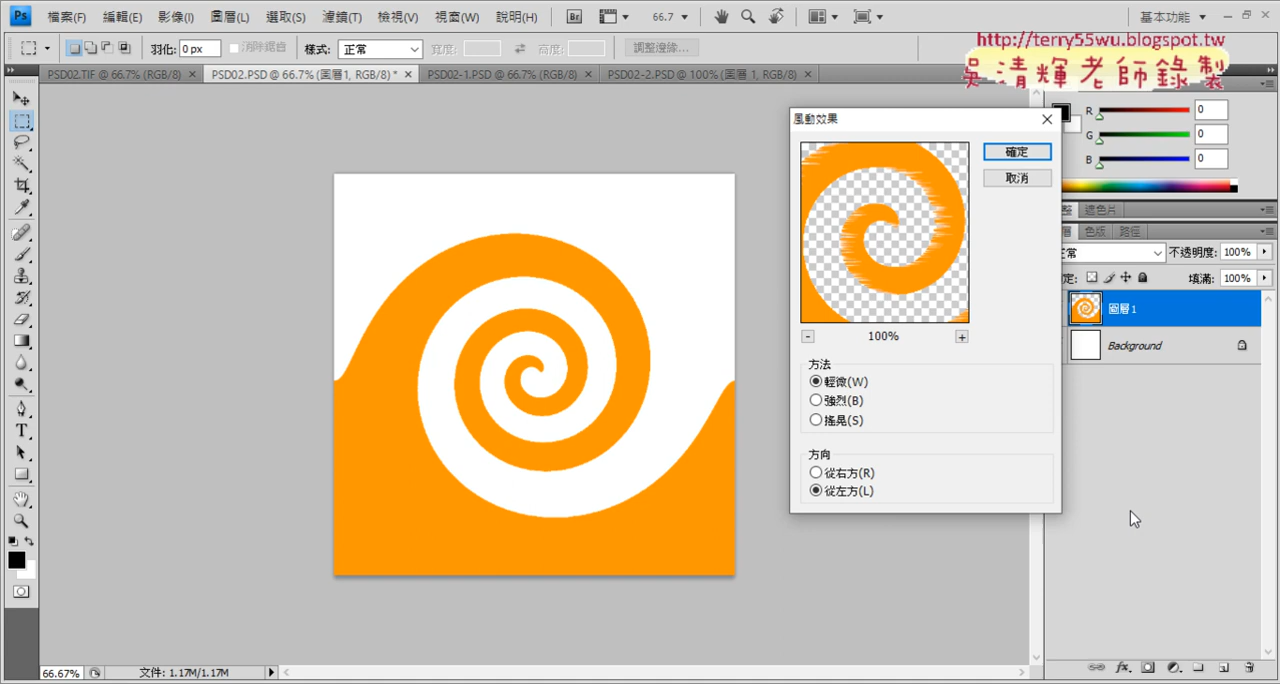 Ps 檔案(F) 編輯(E) 影像(I) 圖層(L) 選取(S) 濾鏡(T) 檢視(V) 視窗(W) 說明(H) Br 66.7 基本功能
羽化: 0 px 消除鋸齒 樣式: 正常 寬度: 高度: 調整邊緣...
http://terry55wu.blogspot.tw
吳清輝老師錄製
PSD02.TIF @ 66.7% (RGB/8) × PSD02.PSD @ 66.7% (圖層1, RGB/8) * × PSD02-1.PSD @ 66.7% (RGB/8) × PSD02-2.PSD @ 100% (圖層 1, RGB/8) ×
風動效果
確定
取消
100%
方法
輕微(W)
強烈(B)
搖晃(S)
方向
從右方(R)
從左方(L)
R 0
G 0
B 0
整 遮色片
層 色版 路徑
正常 不透明度: 100%
定: 填滿: 100%
圖層1
Background
T
66.67% 文件: 1.17M/1.17M
fx